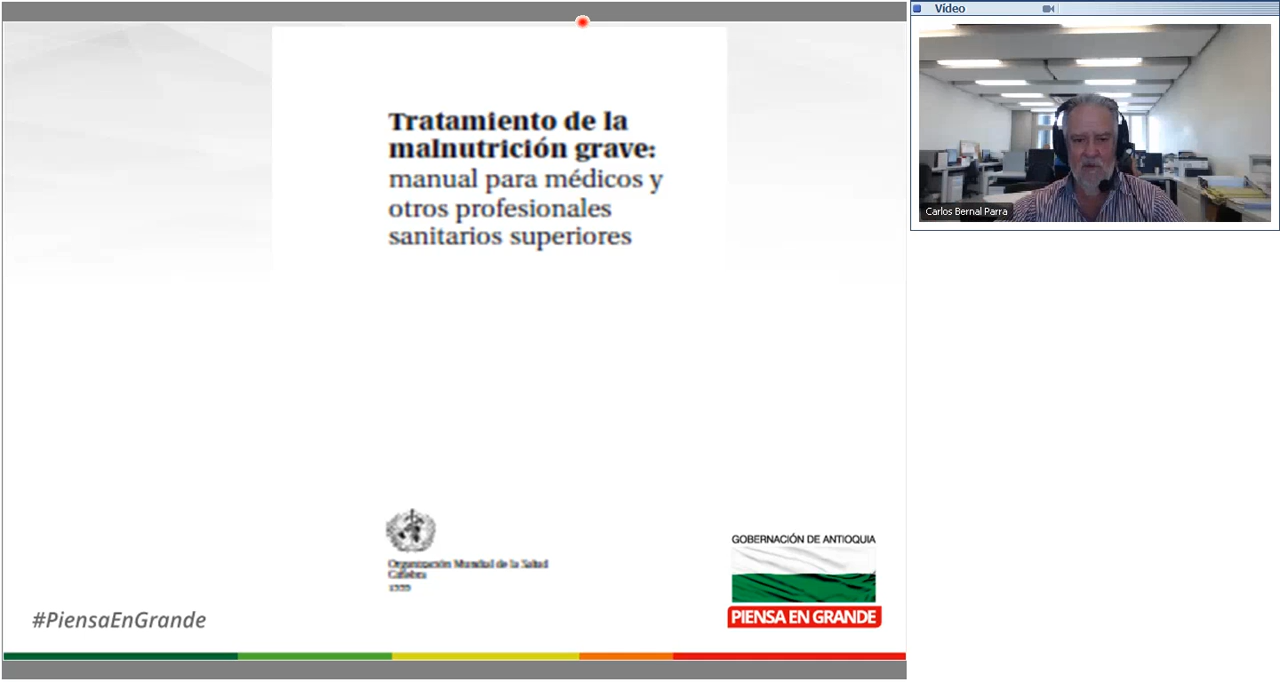 Vídeo
Tratamiento de la
malnutrición grave:
manual para médicos y
otros profesionales
sanitarios superiores
Carlos Bernal Parra
Organización Mundial de la Salud
Ginebra
1999
GOBERNACIÓN DE ANTIOQUIA
PIENSA EN GRANDE
#PiensaEnGrande